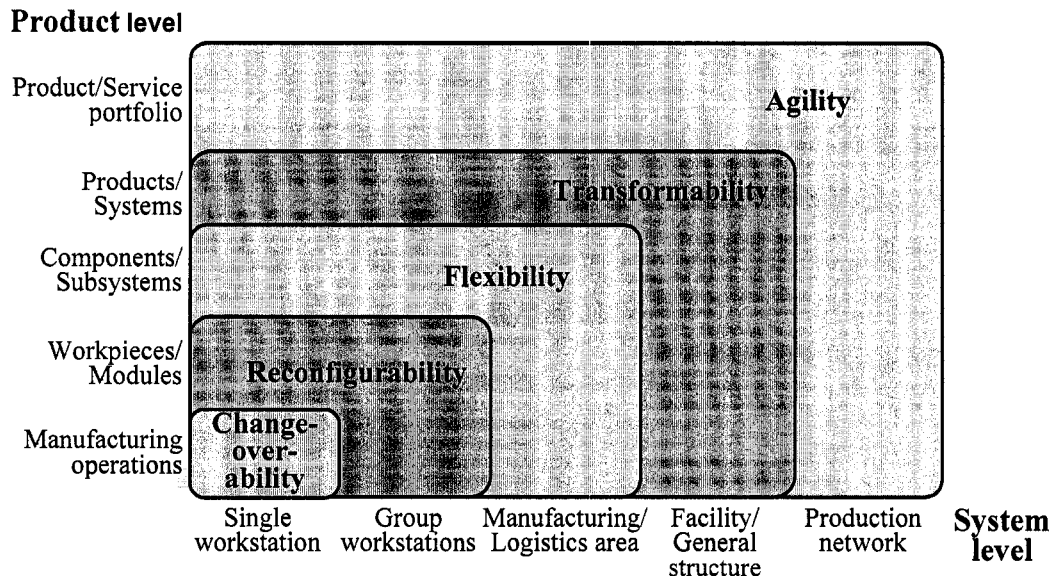 Product level
Product/Service
portfolio
Agility
Products/
Systems
Transformability
Components/
Subsystems
Flexibility
Workpieces/
Modules
Reconfigurability
Manufacturing
operations
Change-
over-
ability
Single
workstation
Group
workstations
Manufacturing/
Logistics area
Facility/
General
structure
Production
network
System
level